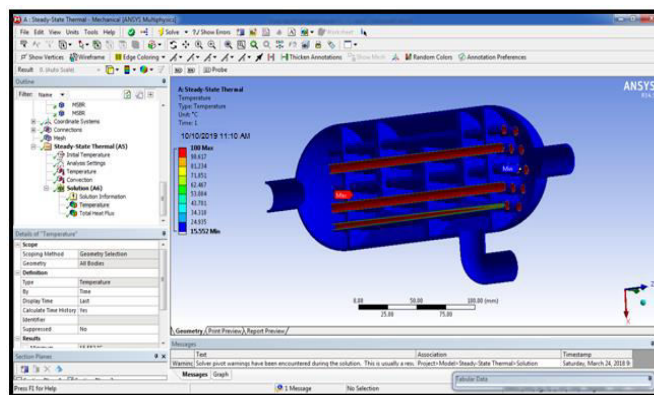 A : Steady-State Thermal - Mechanical [ANSYS Multiphysics]
File Edit View Units Tools Help Solve ?/Show Errors Worksheet
Show Vertices Wireframe Edge Coloring Thicken Annotations Show Mesh Random Colors Annotation Preferences
Result Probe
Outline
Filter: Name
MSBR
MSBR
Coordinate Systems
Connections
Mesh
Steady-State Thermal (A5)
Initial Temperature
Analysis Settings
Temperature
Convection
Solution (A6)
Solution Information
Temperature
Total Heat Flux
Details of "Temperature"
Scope
Scoping Method Geometry Selection
Geometry All Bodies
Definition
Type Temperature
By Time
Display Time Last
Calculate Time History Yes
Identifier
Suppressed No
Results
Section Planes
Press F1 for Help
A: Steady-State Thermal
Temperature
Type: Temperature
Unit: °C
Time: 1
10/10/2019 11:10 AM
100 Max
90.617
81.234
71.851
62.467
53.084
43.701
34.318
24.935
15.552 Min
ANSYS
Min
0.00 50.00 100.00 (mm)
25.00 75.00
Geometry Print Preview Report Preview
Messages
Text Association Timestamp
Warning Solver pivot warnings have been encountered during the solution. This is usually a Project>Model>Steady-State Thermal>Solution Saturday, March 24, 2018
Messages Graph
1 Message No Selection
Tabular Data